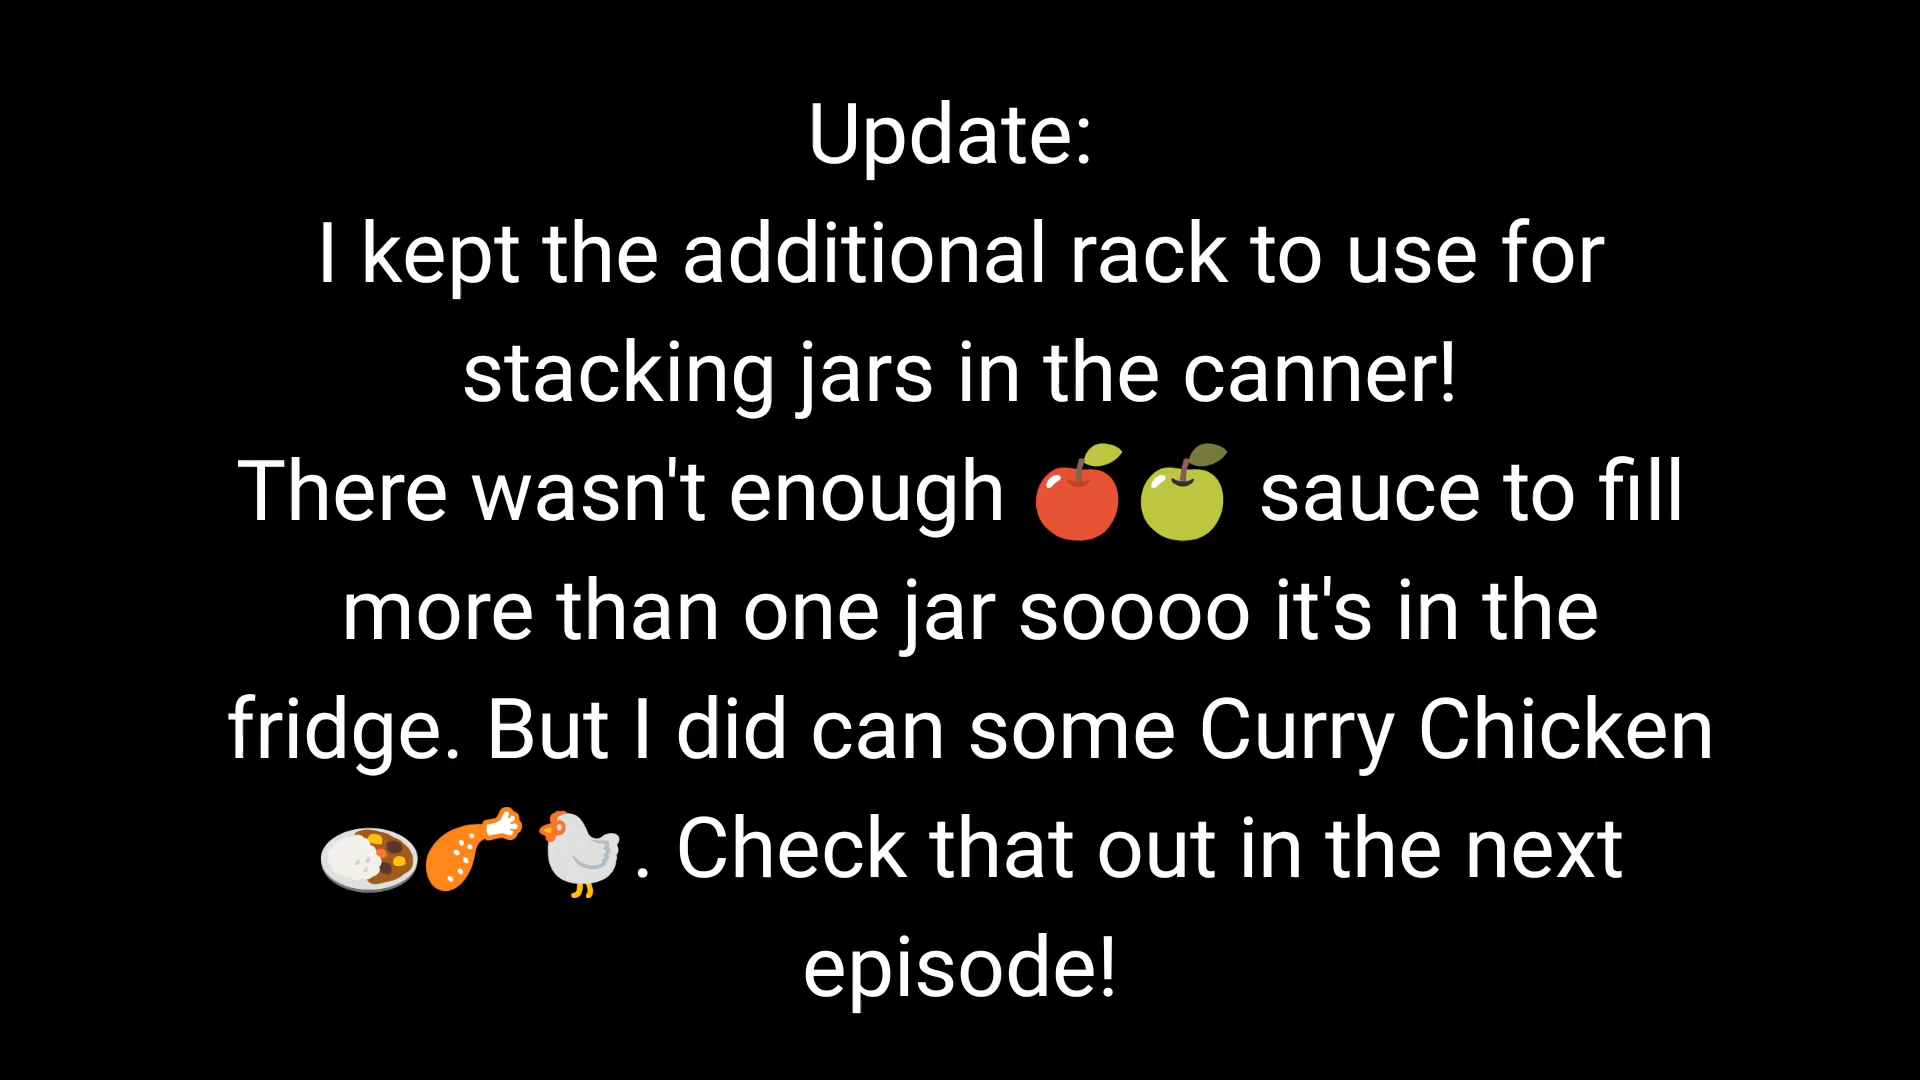 Update:
I kept the additional rack to use for
stacking jars in the canner!
There wasn't enough 🍎🍏 sauce to fill
more than one jar soooo it's in the
fridge. But I did can some Curry Chicken
🍛🍗🐔. Check that out in the next
episode!